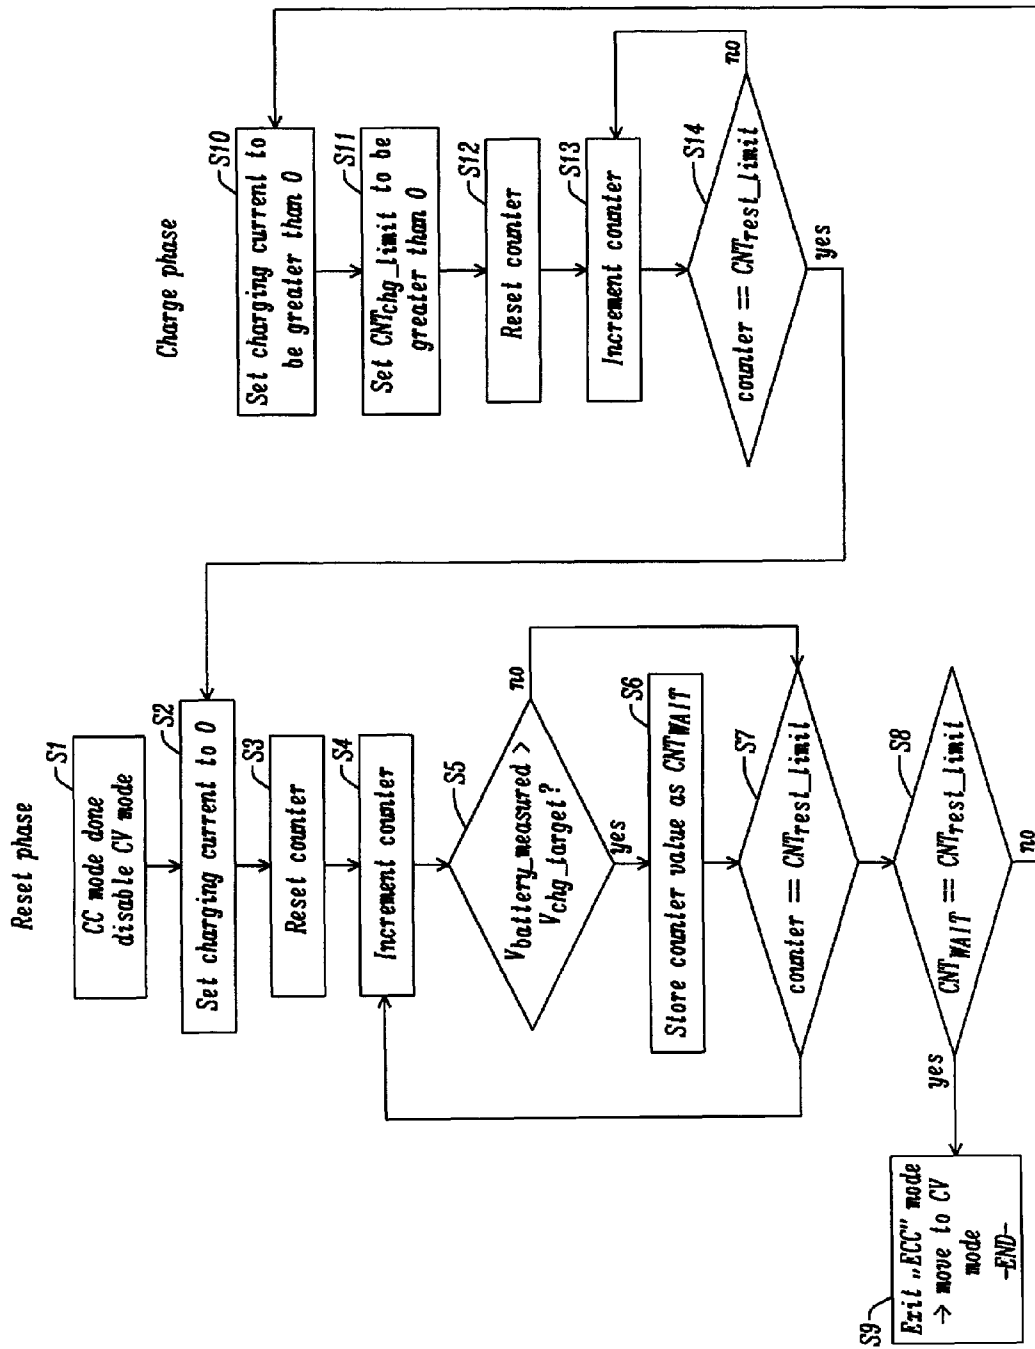 Reset phase
S1
CC mode done
disable CV mode
S2
Set charging current to 0
S3
Reset counter
S4
Increment counter
S5
Vbattery_measured >
Vchg_target?
no
yes
S6
Store counter value as CNTWAIT
S7
counter == CNTrest_limit
S8
CNTWAIT == CNTrest_limit
yes
no
S9
Exit „ECC" mode
→ move to CV
mode
-END-
Charge phase
S10
Set charging current to
be greater than 0
S11
Set CNTchg_limit to be
greater than 0
S12
Reset counter
S13
Increment counter
S14
counter == CNTrest_limit
no
yes